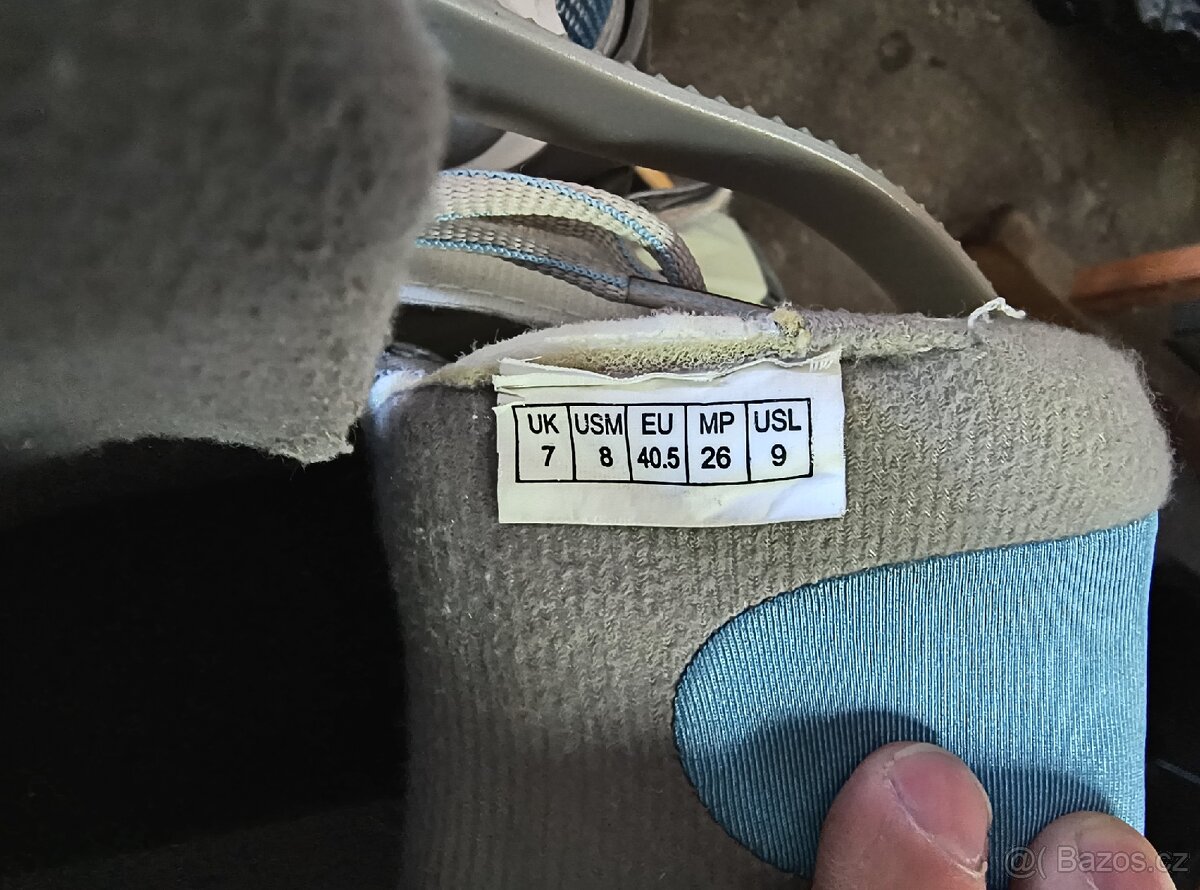 UK USM EU MP USL
7 8 40.5 26 9
@( Bazos.cz